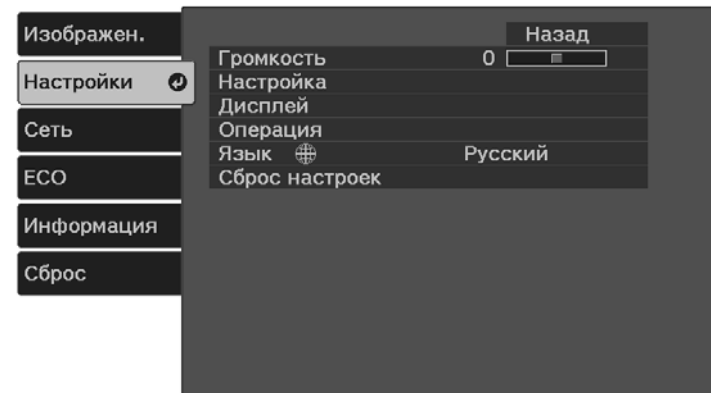 Изображен.
Настройки
Сеть
ECO
Информация
Сброс
Назад
Громкость 0
Настройка
Дисплей
Операция
Язык Русский
Сброс настроек